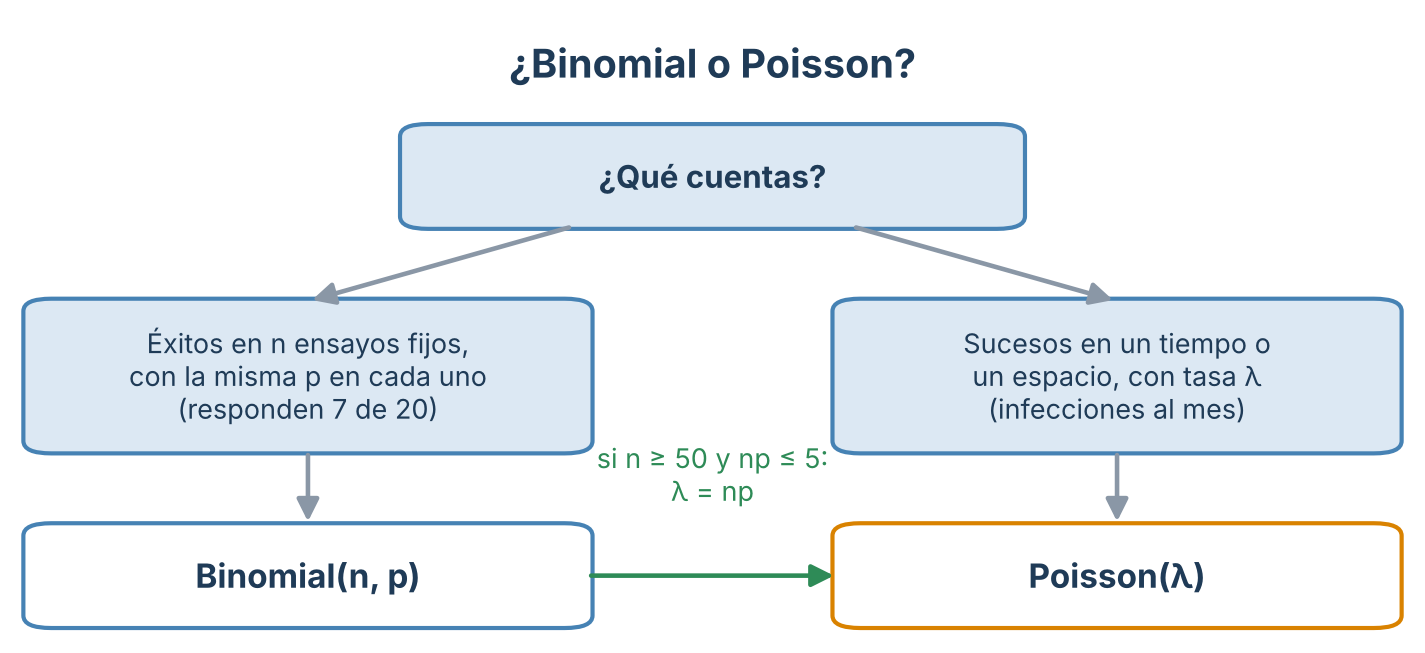 ¿Binomial o Poisson?
¿Qué cuentas?
Éxitos en n ensayos fijos,
con la misma p en cada uno
(responden 7 de 20)
Sucesos en un tiempo o
un espacio, con tasa λ
(infecciones al mes)
si n ≥ 50 y np ≤ 5:
λ = np
Binomial(n, p)
Poisson(λ)